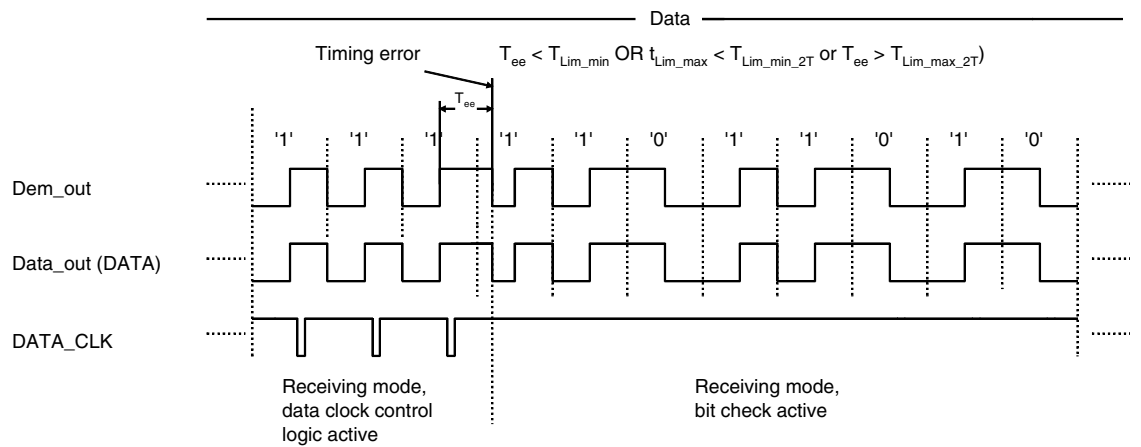 Data
Timing error
T_ee < T_Lim_min OR t_Lim_max < T_Lim_min_2T or T_ee > T_Lim_max_2T)
T_ee
'1' '1' '1' '1' '1' '0' '1' '1' '0' '1' '0'
Dem_out
Data_out (DATA)
DATA_CLK
Receiving mode,
data clock control
logic active
Receiving mode,
bit check active